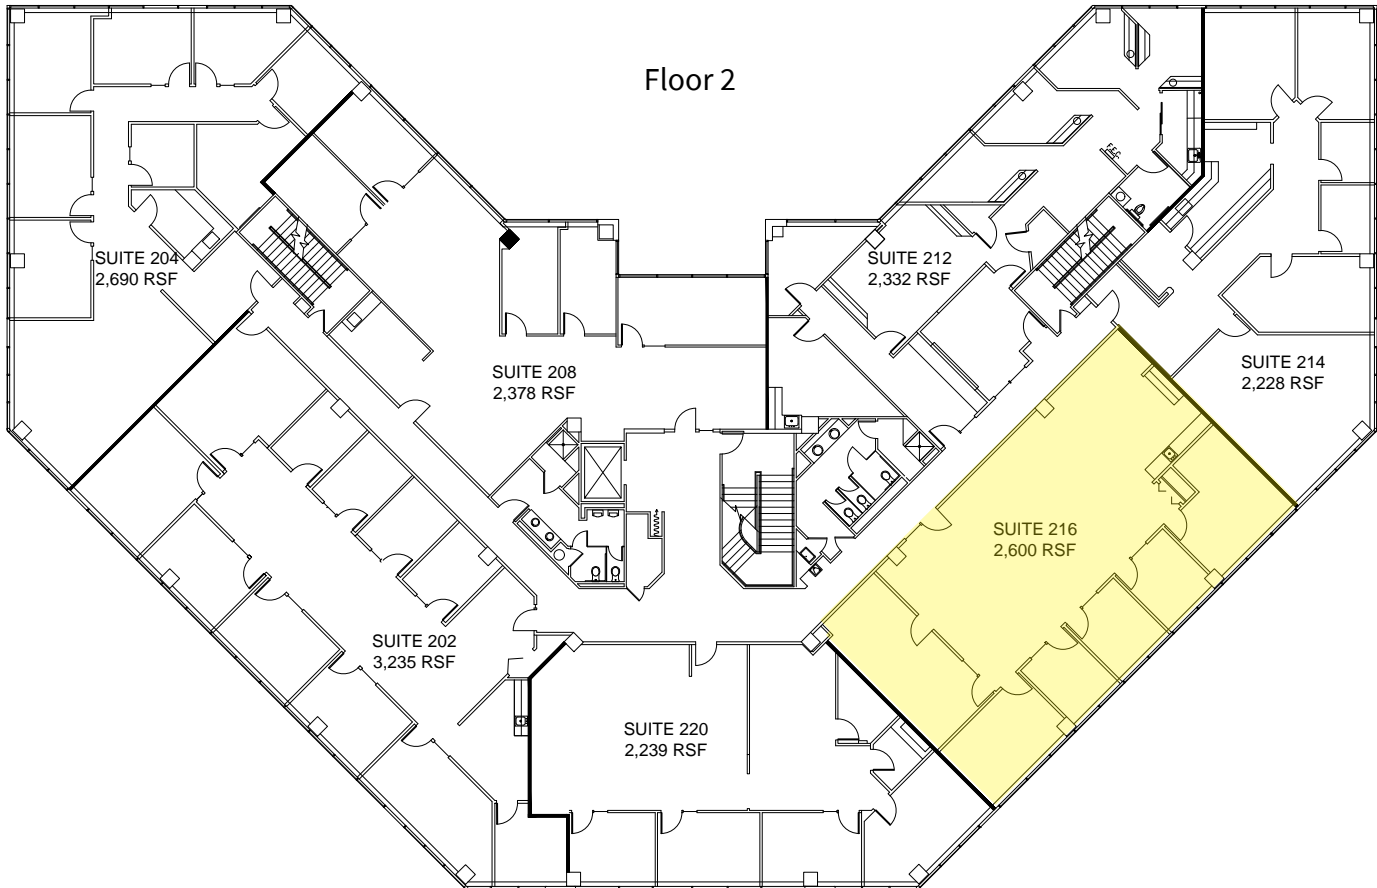 Floor 2
SUITE 204
2,690 RSF
SUITE 212
2,332 RSF
SUITE 208
2,378 RSF
SUITE 214
2,228 RSF
SUITE 216
2,600 RSF
SUITE 202
3,235 RSF
SUITE 220
2,239 RSF